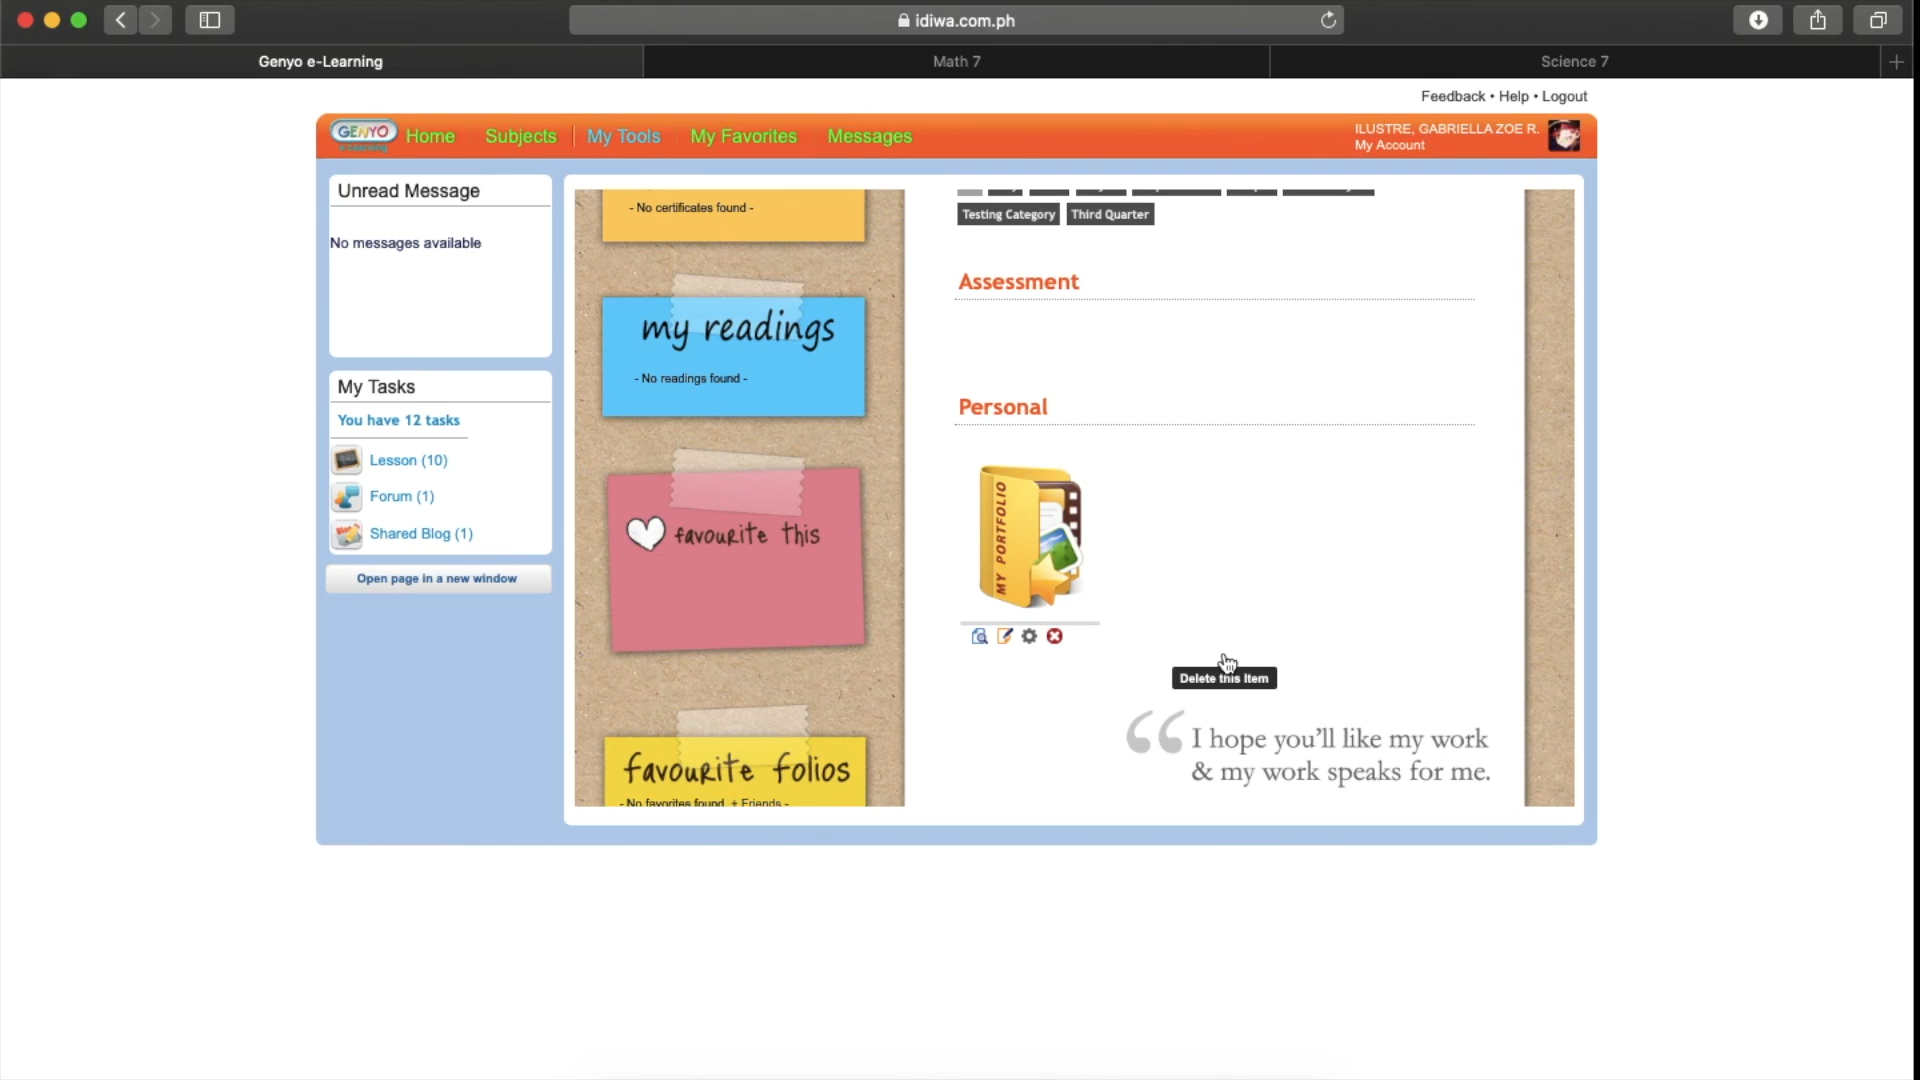 idiwa.com.ph
Genyo e-Learning
Math 7
Science 7
Feedback • Help • Logout
GENYO
e-Learning
Home
Subjects
My Tools
My Favorites
Messages
ILUSTRE, GABRIELLA ZOE R.
My Account
Unread Message
No messages available
My Tasks
You have 12 tasks
Lesson (10)
Forum (1)
Shared Blog (1)
Open page in a new window
- No certificates found -
my readings
- No readings found -
favourite this
favourite folios
- No favorites found. + Friends -
Testing Category
Third Quarter
Assessment
Personal
MY PORTFOLIO
Delete this Item
“ I hope you’ll like my work
& my work speaks for me.